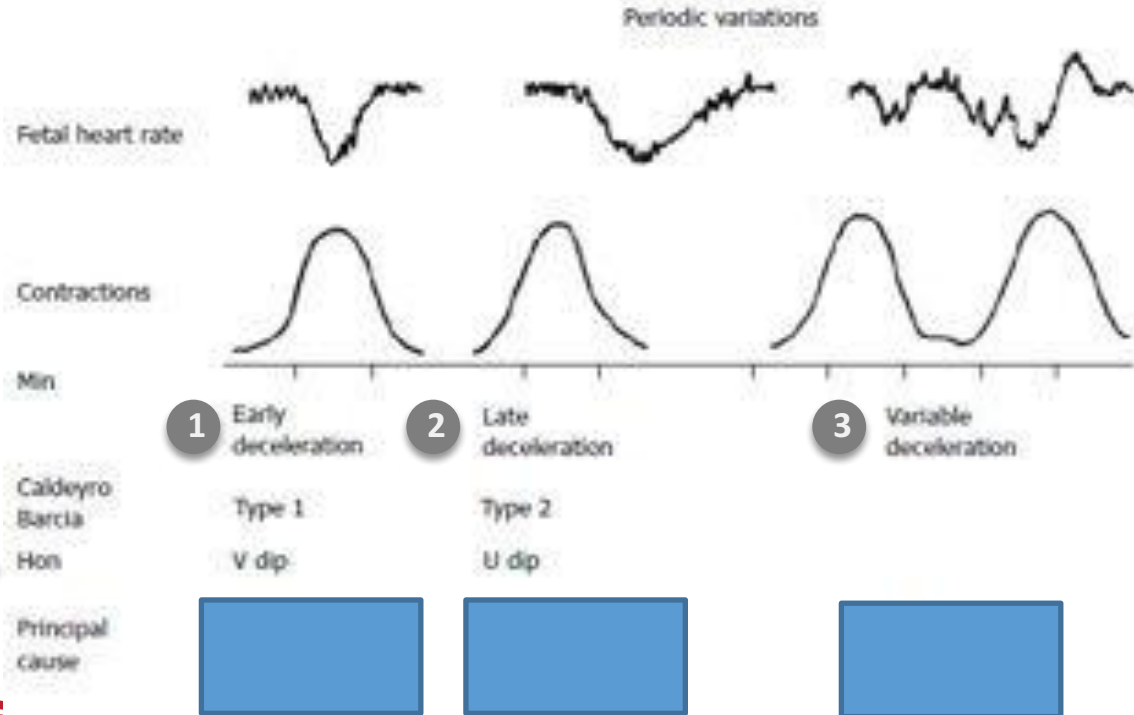 Periodic variations
Fetal heart rate
Contractions
Min
1 Early deceleration
2 Late deceleration
3 Variable deceleration
Caldeyro Barcia
Type 1
Type 2
Hon
V dip
U dip
Principal cause